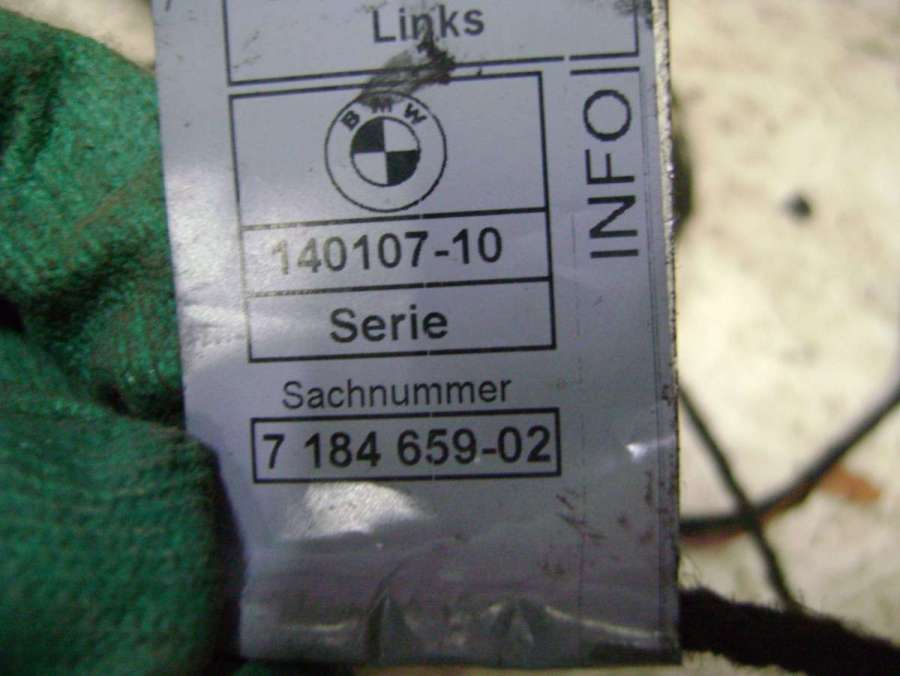 Links
BMW
140107-10
Serie
Sachnummer
7 184 659-02
INFO